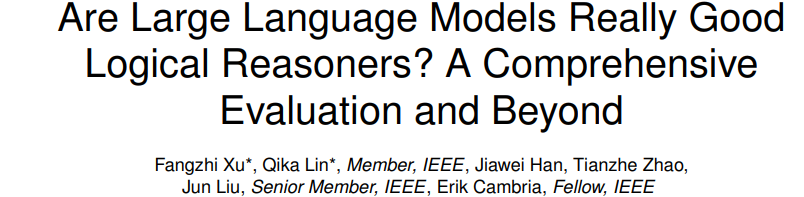 Are Large Language Models Really Good
Logical Reasoners? A Comprehensive
Evaluation and Beyond
Fangzhi Xu*, Qika Lin*, Member, IEEE, Jiawei Han, Tianzhe Zhao,
Jun Liu, Senior Member, IEEE, Erik Cambria, Fellow, IEEE